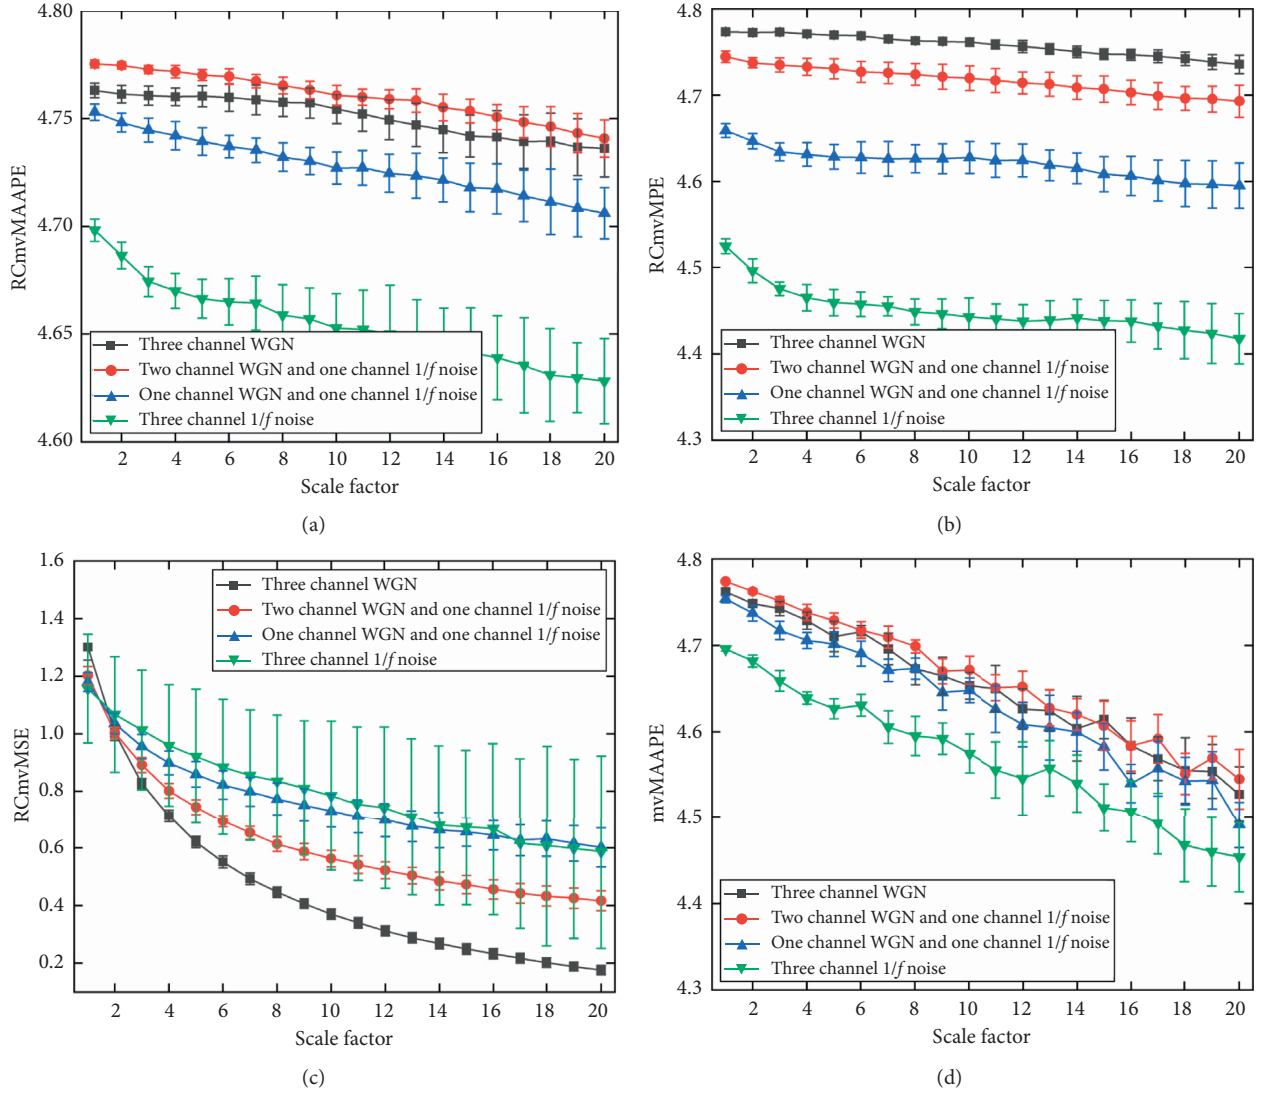 4.80
4.75
4.70
4.65
4.60
RCmvMAAPE
Three channel WGN
Two channel WGN and one channel 1/f noise
One channel WGN and one channel 1/f noise
Three channel 1/f noise
2 4 6 8 10 12 14 16 18 20
Scale factor
(a)
4.8
4.7
4.6
4.5
4.4
4.3
RCmvMPE
Three channel WGN
Two channel WGN and one channel 1/f noise
One channel WGN and one channel 1/f noise
Three channel 1/f noise
2 4 6 8 10 12 14 16 18 20
Scale factor
(b)
1.6
1.4
1.2
1.0
0.8
0.6
0.4
0.2
RCmvMSE
Three channel WGN
Two channel WGN and one channel 1/f noise
One channel WGN and one channel 1/f noise
Three channel 1/f noise
2 4 6 8 10 12 14 16 18 20
Scale factor
(c)
4.8
4.7
4.6
4.5
4.4
4.3
mvMAAPE
Three channel WGN
Two channel WGN and one channel 1/f noise
One channel WGN and one channel 1/f noise
Three channel 1/f noise
2 4 6 8 10 12 14 16 18 20
Scale factor
(d)